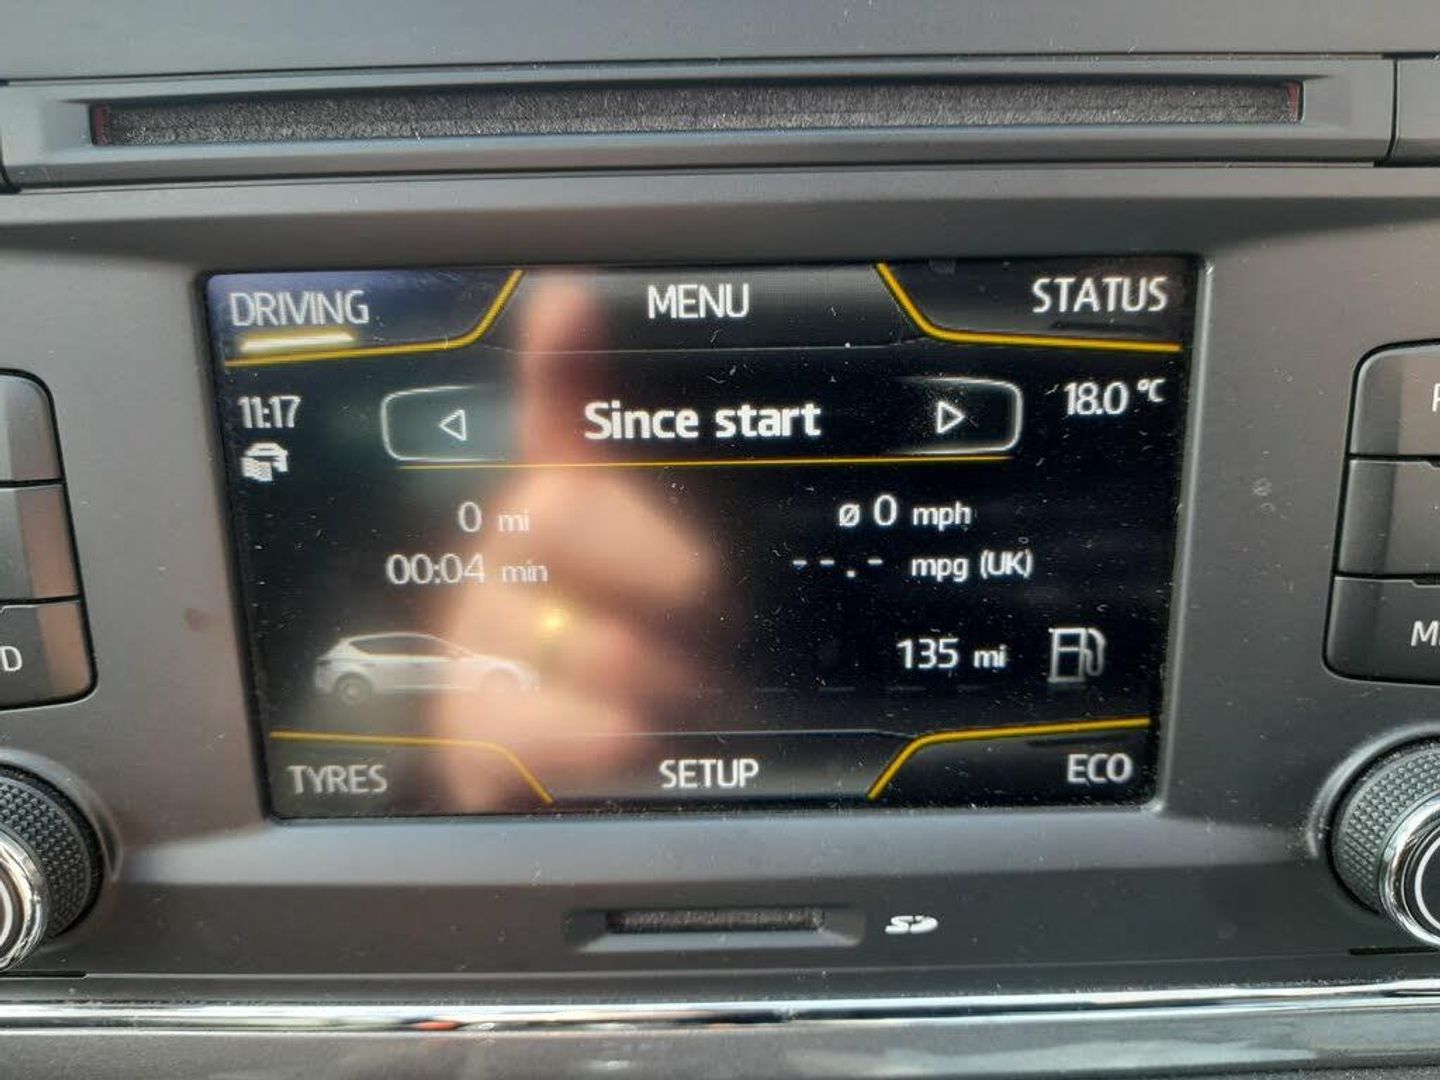 DRIVING MENU STATUS
11:17 Since start 18.0 °C
0 mi ø 0 mph
00:04 min --.- mpg (UK)
135 mi
TYRES SETUP ECO
SD